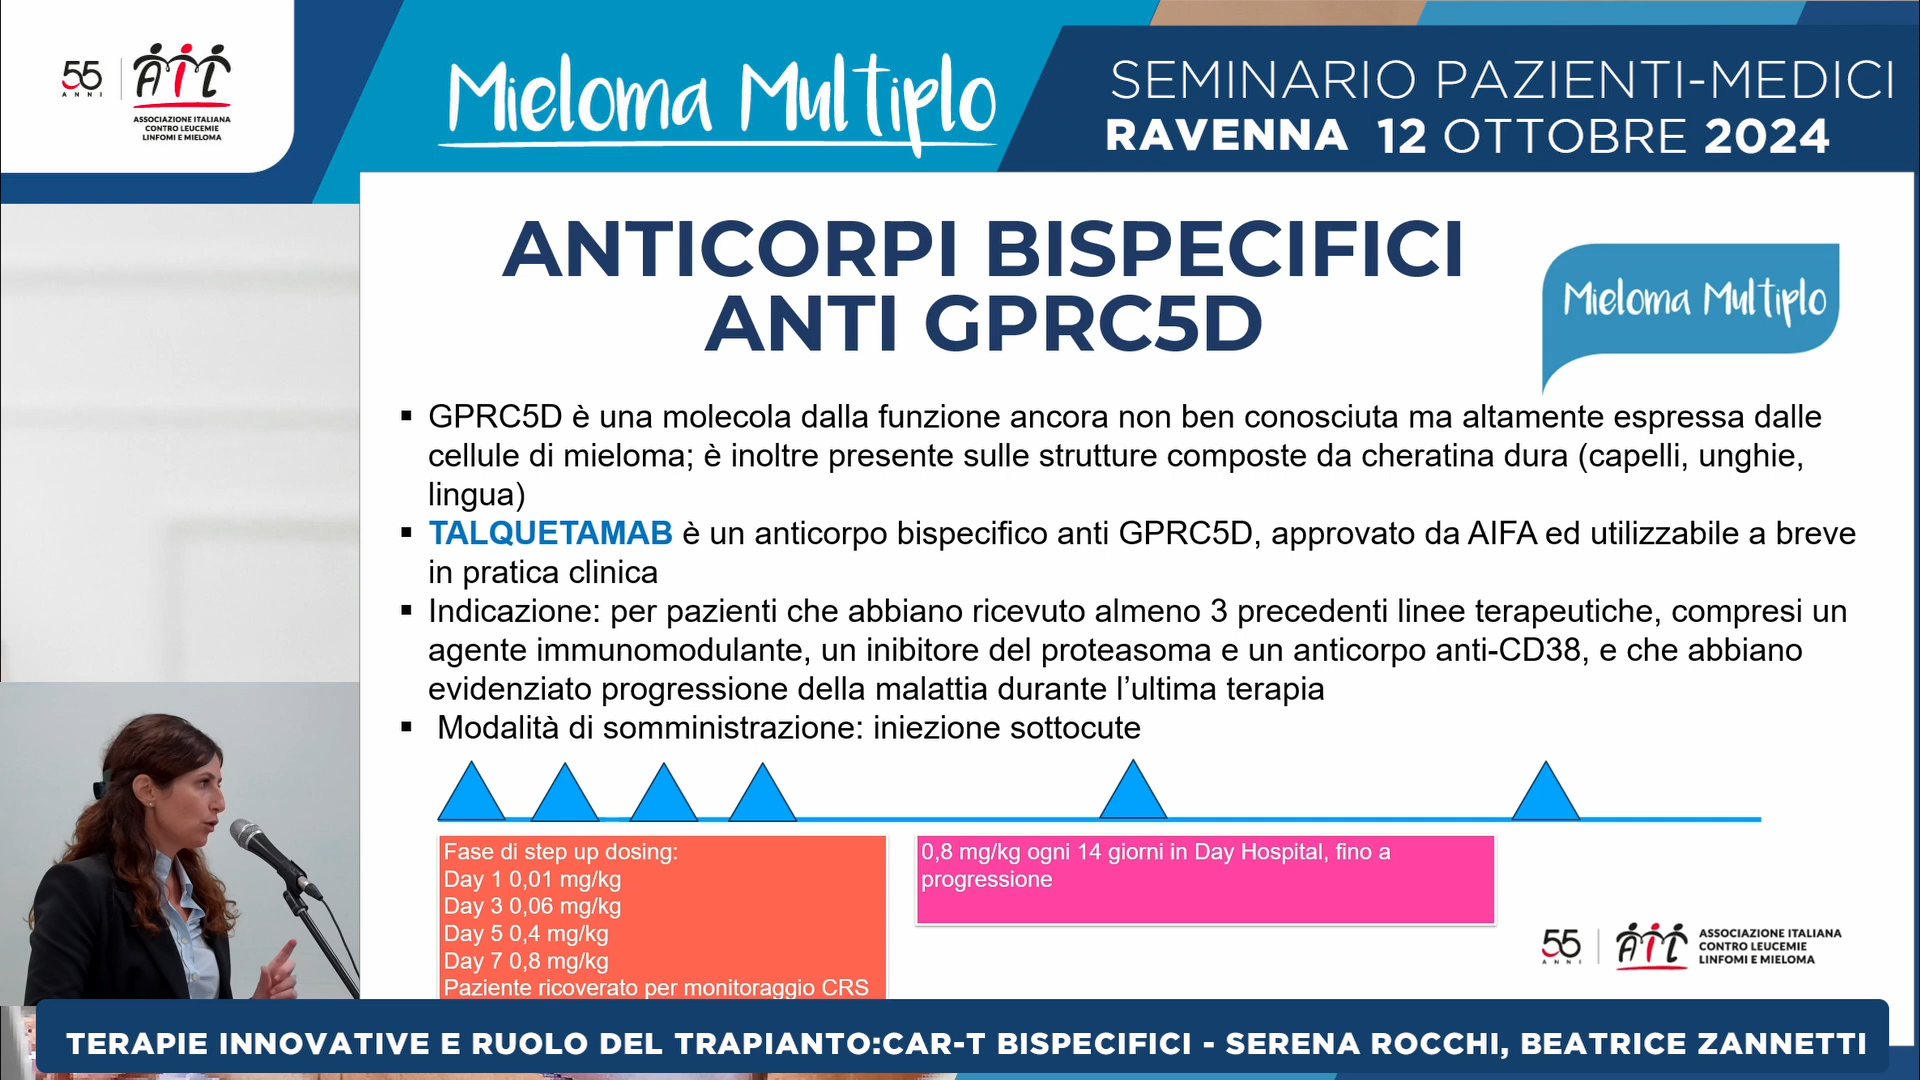 55
ANNI
AIL
ASSOCIAZIONE ITALIANA
CONTRO LEUCEMIE
LINFOMI E MIELOMA
Mieloma Multiplo
SEMINARIO PAZIENTI-MEDICI
RAVENNA 12 OTTOBRE 2024
ANTICORPI BISPECIFICI
ANTI GPRC5D
Mieloma Multiplo
▪ GPRC5D è una molecola dalla funzione ancora non ben conosciuta ma altamente espressa dalle
cellule di mieloma; è inoltre presente sulle strutture composte da cheratina dura (capelli, unghie,
lingua)
▪ TALQUETAMAB è un anticorpo bispecifico anti GPRC5D, approvato da AIFA ed utilizzabile a breve
in pratica clinica
▪ Indicazione: per pazienti che abbiano ricevuto almeno 3 precedenti linee terapeutiche, compresi un
agente immunomodulante, un inibitore del proteasoma e un anticorpo anti-CD38, e che abbiano
evidenziato progressione della malattia durante l’ultima terapia
▪ Modalità di somministrazione: iniezione sottocute
Fase di step up dosing:
Day 1 0,01 mg/kg
Day 3 0,06 mg/kg
Day 5 0,4 mg/kg
Day 7 0,8 mg/kg
Paziente ricoverato per monitoraggio CRS
0,8 mg/kg ogni 14 giorni in Day Hospital, fino a
progressione
55
ANNI
AIL
ASSOCIAZIONE ITALIANA
CONTRO LEUCEMIE
LINFOMI E MIELOMA
TERAPIE INNOVATIVE E RUOLO DEL TRAPIANTO:CAR-T BISPECIFICI - SERENA ROCCHI, BEATRICE ZANNETTI